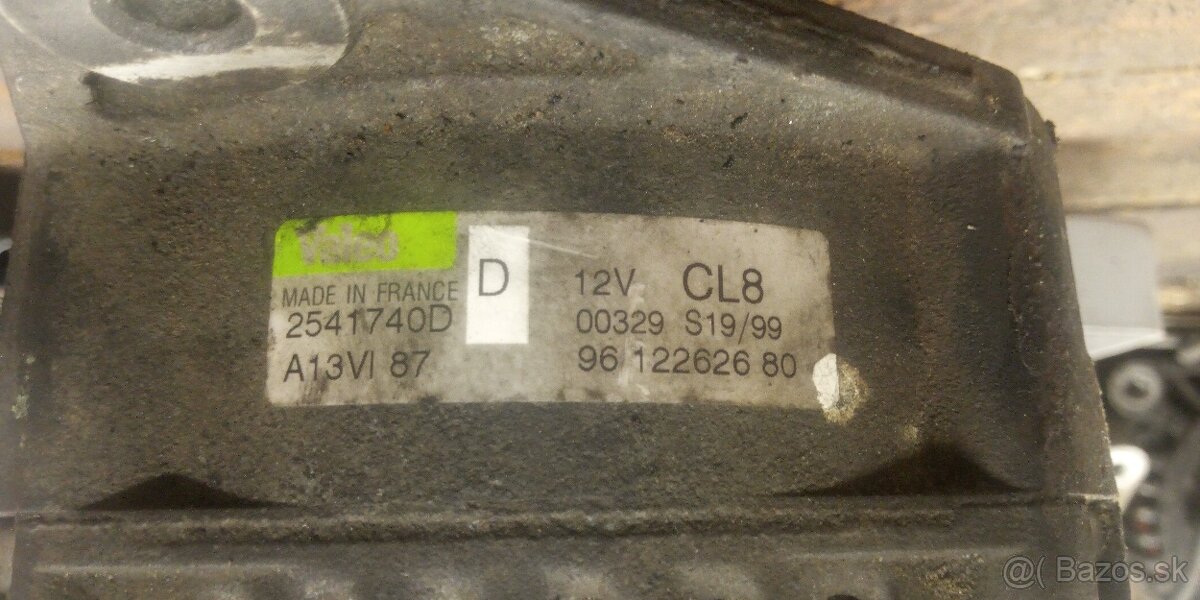 Valeo
MADE IN FRANCE D 12V CL8
2541740D 00329 S19/99
A13VI 87 96 122626 80
@( Bazos.sk